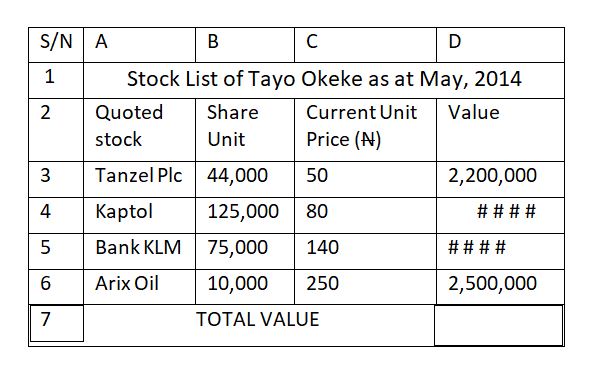 S/N A B C D
1 Stock List of Tayo Okeke as at May, 2014
2 Quoted Share Current Unit Value
stock Unit Price (₦)
3 Tanzel Plc 44,000 50 2,200,000
4 Kaptol 125,000 80 ####
5 Bank KLM 75,000 140 ####
6 Arix Oil 10,000 250 2,500,000
7 TOTAL VALUE